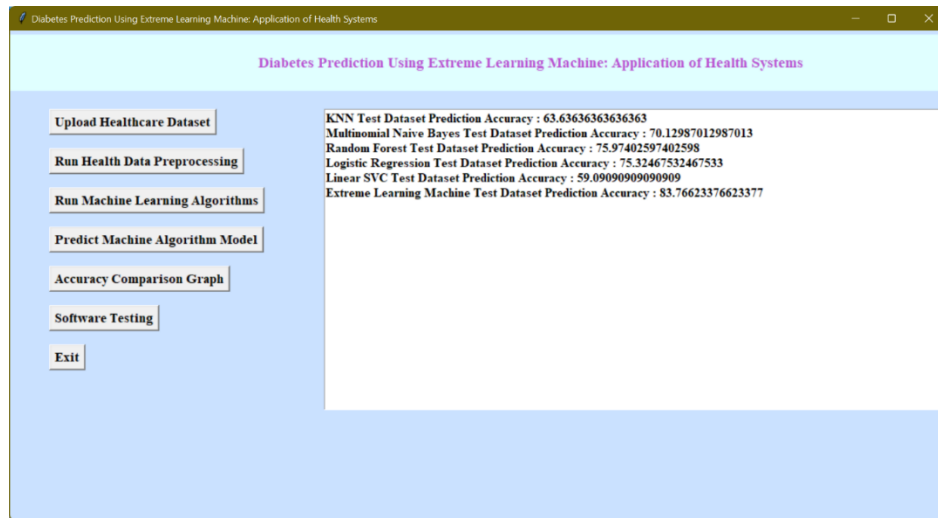 Diabetes Prediction Using Extreme Learning Machine: Application of Health Systems
Diabetes Prediction Using Extreme Learning Machine: Application of Health Systems
Upload Healthcare Dataset
Run Health Data Preprocessing
Run Machine Learning Algorithms
Predict Machine Algorithm Model
Accuracy Comparison Graph
Software Testing
Exit
KNN Test Dataset Prediction Accuracy : 63.63636363636363
Multinomial Naive Bayes Test Dataset Prediction Accuracy : 70.12987012987013
Random Forest Test Dataset Prediction Accuracy : 75.97402597402598
Logistic Regression Test Dataset Prediction Accuracy : 75.32467532467533
Linear SVC Test Dataset Prediction Accuracy : 59.09090909090909
Extreme Learning Machine Test Dataset Prediction Accuracy : 83.76623376623377